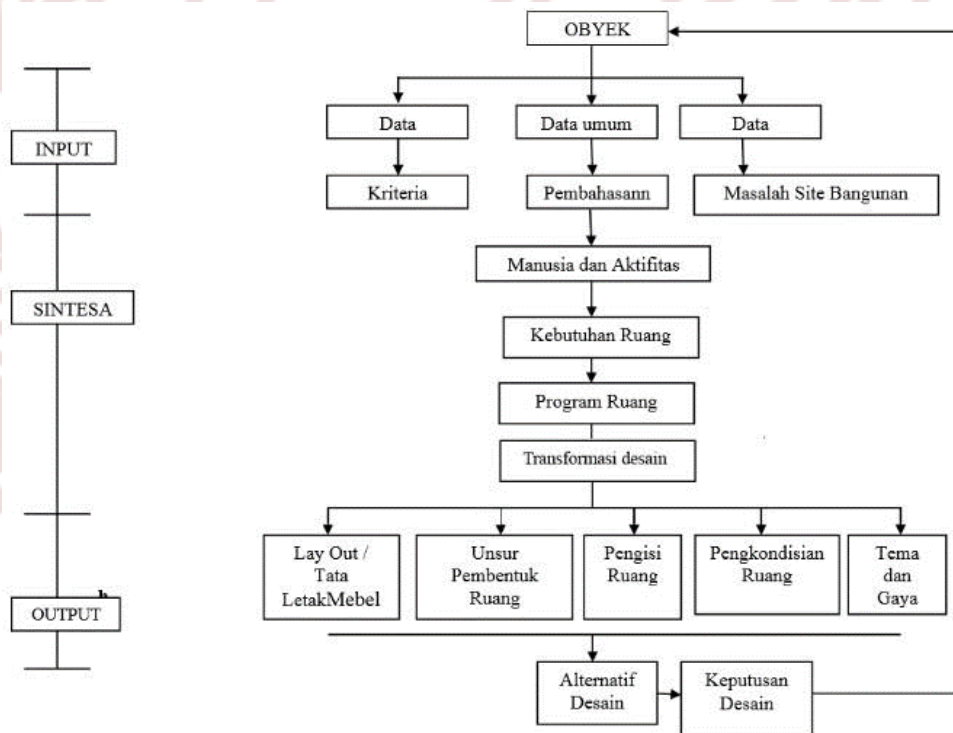 OBYEK
Data
Data umum
Data
INPUT
Kriteria
Pembahasann
Masalah Site Bangunan
Manusia dan Aktifitas
SINTESA
Kebutuhan Ruang
Program Ruang
Transformasi desain
Lay Out /
Tata
LetakMebel
Unsur
Pembentuk
Ruang
Pengisi
Ruang
Pengkondisian
Ruang
Tema
dan
Gaya
OUTPUT
Alternatif
Desain
Keputusan
Desain